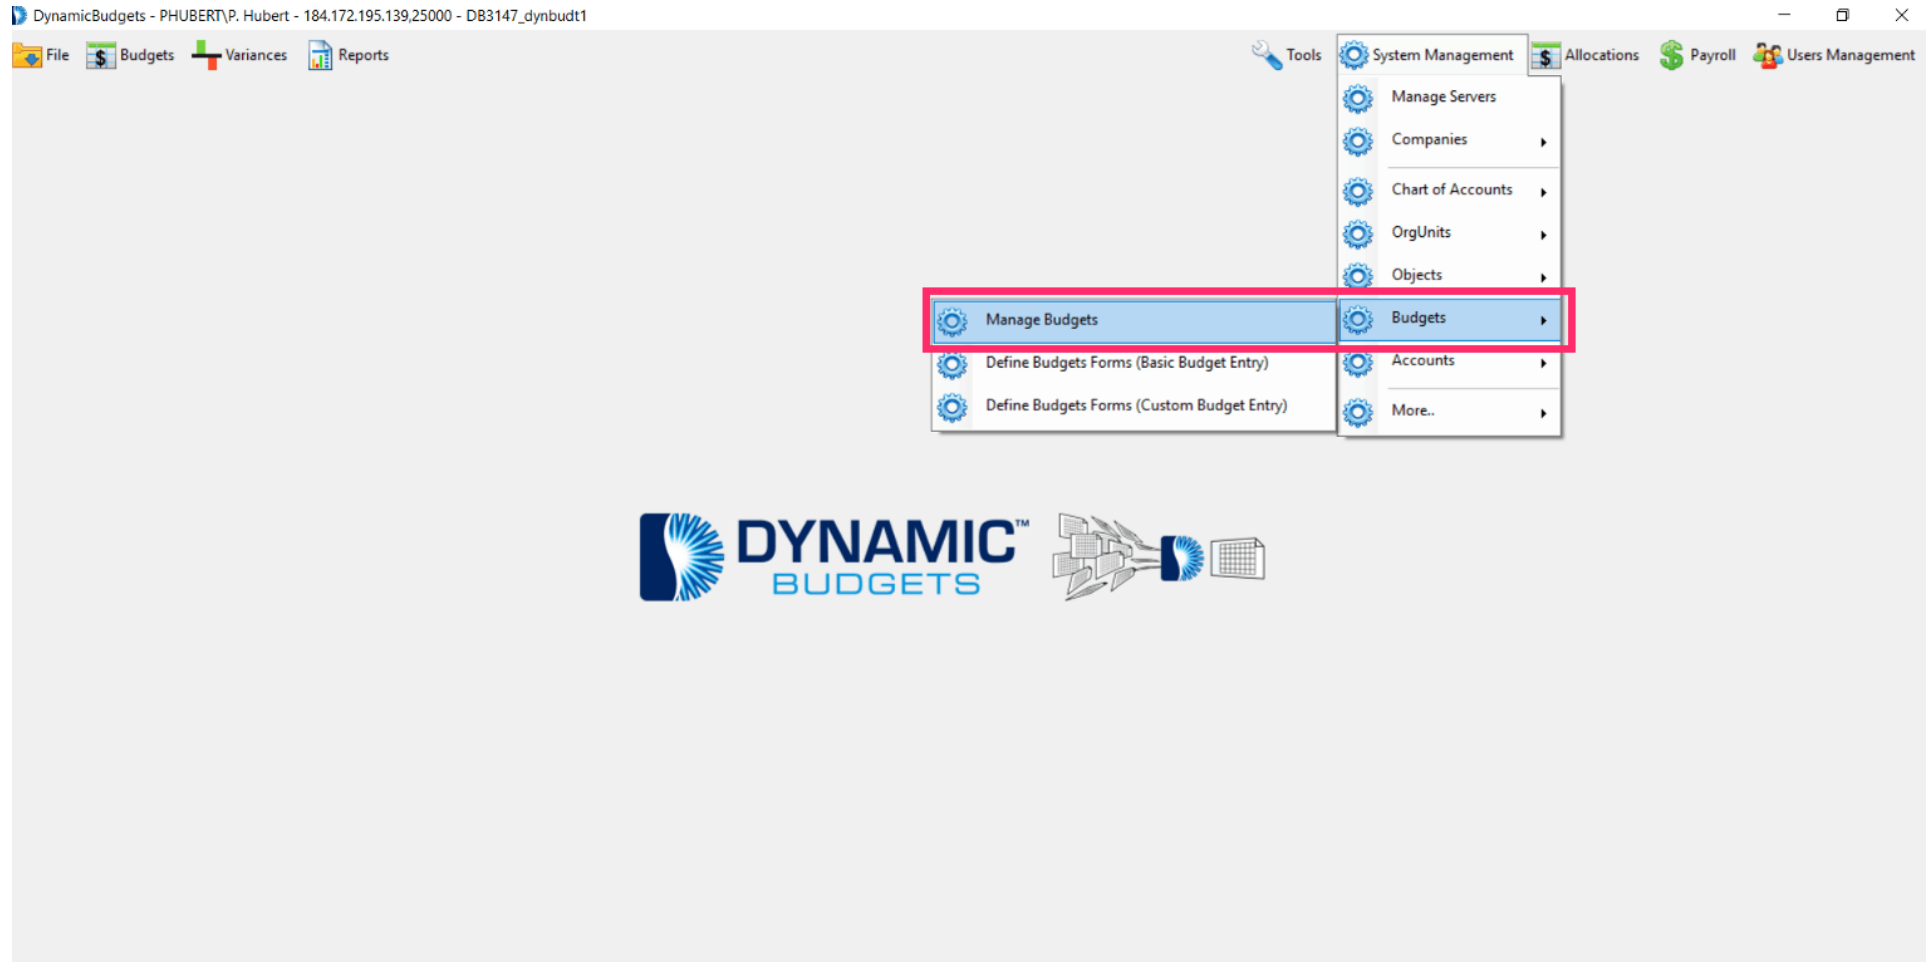 DynamicBudgets - PHUBERT\P. Hubert - 184.172.195.139,25000 - DB3147_dynbudt1
File Budgets Variances Reports Tools System Management Allocations Payroll Users Management
Manage Servers
Companies
Chart of Accounts
OrgUnits
Objects
Budgets
Accounts
More..
Manage Budgets
Define Budgets Forms (Basic Budget Entry)
Define Budgets Forms (Custom Budget Entry)
DYNAMIC™
BUDGETS